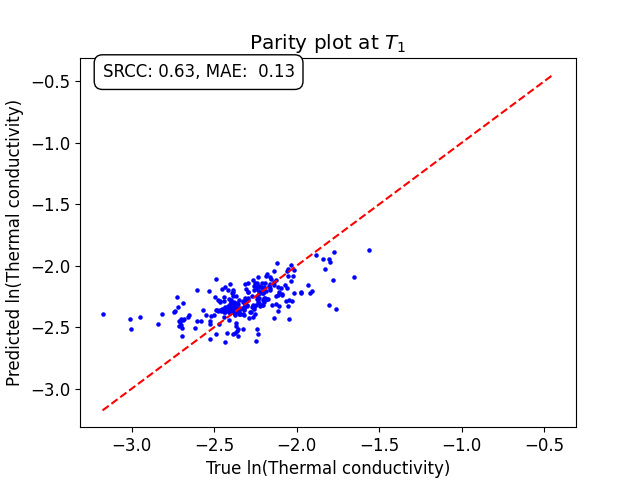 Parity plot at T1
SRCC: 0.63, MAE:  0.13
Predicted ln(Thermal conductivity)
−0.5
−1.0
−1.5
−2.0
−2.5
−3.0
−3.0 −2.5 −2.0 −1.5 −1.0 −0.5
True ln(Thermal conductivity)